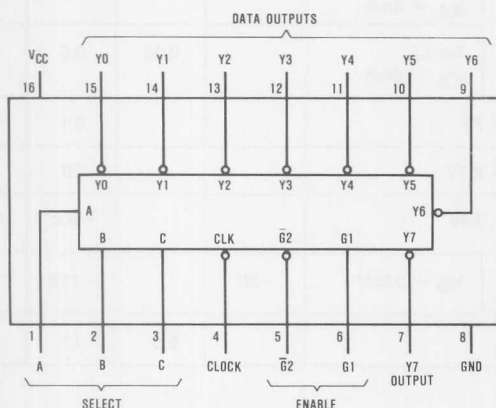 DATA OUTPUTS
VCC Y0 Y1 Y2 Y3 Y4 Y5 Y6
16 15 14 13 12 11 10 9
Y0 Y1 Y2 Y3 Y4 Y5
A Y6
B C CLK G̅2 G1 Y7
1 2 3 4 5 6 7 8
A B C CLOCK G̅2 G1 Y7 GND
OUTPUT
SELECT ENABLE